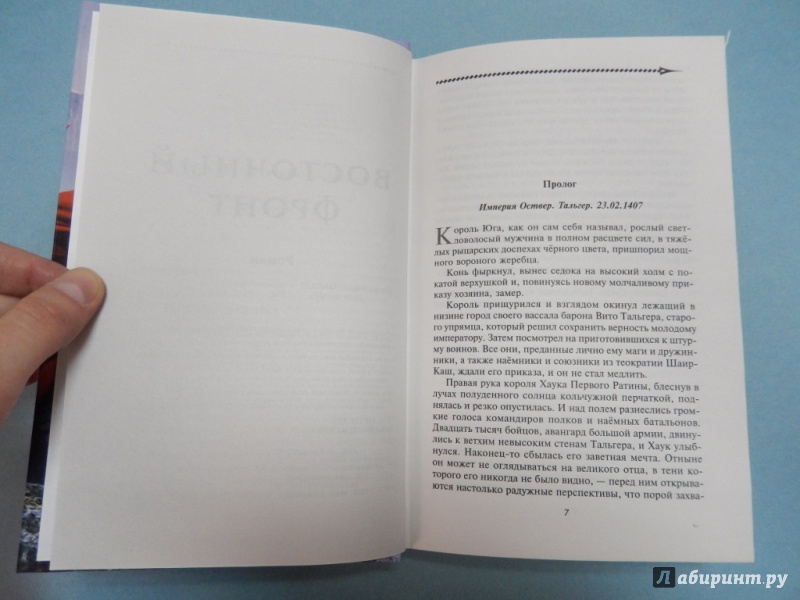 ВОСТОЧНЫЙ
ФРОНТ
Роман
Пролог
Империя Оствер. Тальгер. 23.02.1407
Король Юга, как он сам себя называл, рослый свет-
ловолосый мужчина в полном расцвете сил, в тяжё-
лых рыцарских доспехах чёрного цвета, пришпорил мощ-
ного вороного жеребца.
Конь фыркнул, вынес седока на высокий холм с по-
катой верхушкой и, повинуясь новому молчаливому при-
казу хозяина, замер.
Король прищурился и взглядом окинул лежащий в
низине город своего вассала барона Вито Тальгера, старо-
го упрямца, который решил сохранить верность молодому
императору. Затем посмотрел на приготовившихся к штур-
му воинов. Все они, преданные лично ему маги и дружин-
ники, а также наёмники и союзники из теократии Шаир-
Каш, ждали его приказа, и он не стал медлить.
Правая рука короля Хаука Первого Ратины, блеснув в
лучах полуденного солнца кольчужной перчаткой, под-
нялась и резко опустилась. И над полем разнеслись гром-
кие голоса командиров полков и наёмных батальонов.
Двадцать тысяч бойцов, авангард большой армии, двину-
лись к ветхим невысоким стенам Тальгера, и Хаук улыб-
нулся. Наконец-то сбылась его заветная мечта. Отныне
он может не оглядываться на великого отца, в тени ко-
торого его никогда не было видно, — перед ним открыва-
ются настолько радужные перспективы, что порой захва-
7
Лабиринт.ру